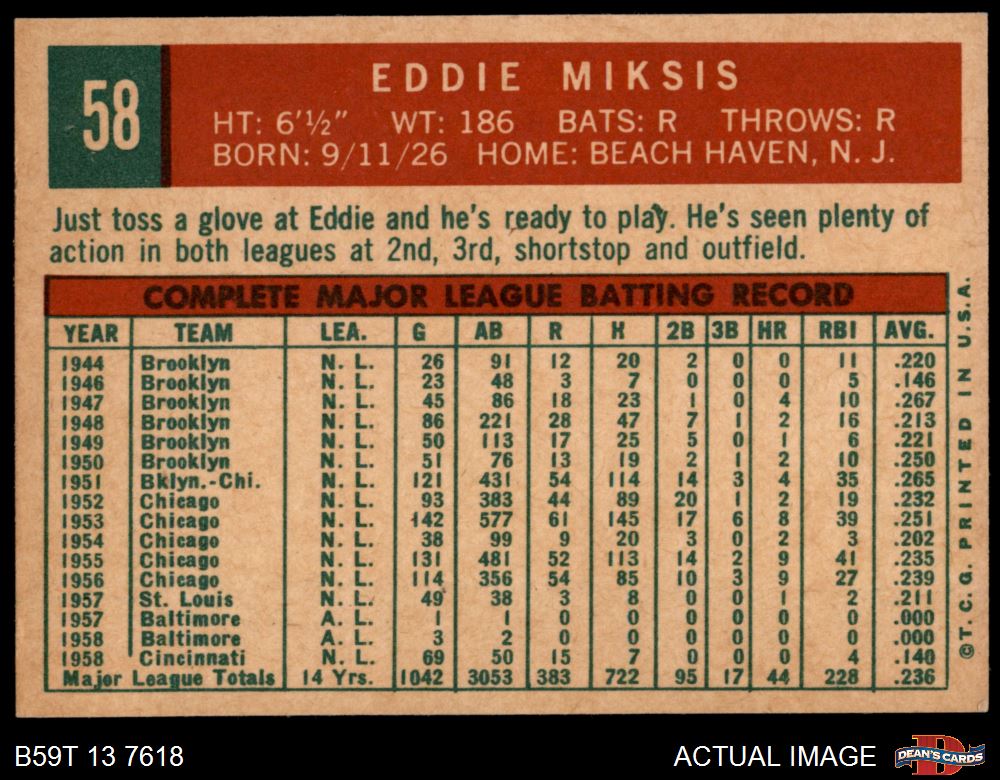 58
EDDIE MIKSIS
HT: 6'½" WT: 186 BATS: R THROWS: R
BORN: 9/11/26 HOME: BEACH HAVEN, N. J.
Just toss a glove at Eddie and he's ready to play. He's seen plenty of
action in both leagues at 2nd, 3rd, shortstop and outfield.
COMPLETE MAJOR LEAGUE BATTING RECORD
YEAR TEAM LEA. G AB R H 2B 3B HR RBI AVG.
1944 Brooklyn N. L. 26 91 12 20 2 0 0 11 .220
1946 Brooklyn N. L. 23 48 3 7 0 0 0 5 .146
1947 Brooklyn N. L. 45 86 18 23 1 0 4 10 .267
1948 Brooklyn N. L. 86 221 28 47 7 1 2 16 .213
1949 Brooklyn N. L. 50 113 17 25 5 0 1 6 .221
1950 Brooklyn N. L. 51 76 13 19 2 1 2 10 .250
1951 Bklyn.-Chi. N. L. 121 431 54 114 14 3 4 35 .265
1952 Chicago N. L. 93 383 44 89 20 1 2 19 .232
1953 Chicago N. L. 142 577 61 145 17 6 8 39 .251
1954 Chicago N. L. 38 99 9 20 3 0 2 3 .202
1955 Chicago N. L. 131 481 52 113 14 2 9 41 .235
1956 Chicago N. L. 114 356 54 85 10 3 9 27 .239
1957 St. Louis N. L. 49 38 3 8 0 0 1 2 .211
1957 Baltimore A. L. 1 1 0 0 0 0 0 0 .000
1958 Baltimore A. L. 3 2 0 0 0 0 0 0 .000
1958 Cincinnati N. L. 69 50 15 7 0 0 0 4 .140
Major League Totals 14 Yrs. 1042 3053 383 722 95 17 44 228 .236
©T. C. G. PRINTED IN U.S.A.
B59T 13 7618
ACTUAL IMAGE
DEAN'S CARDS